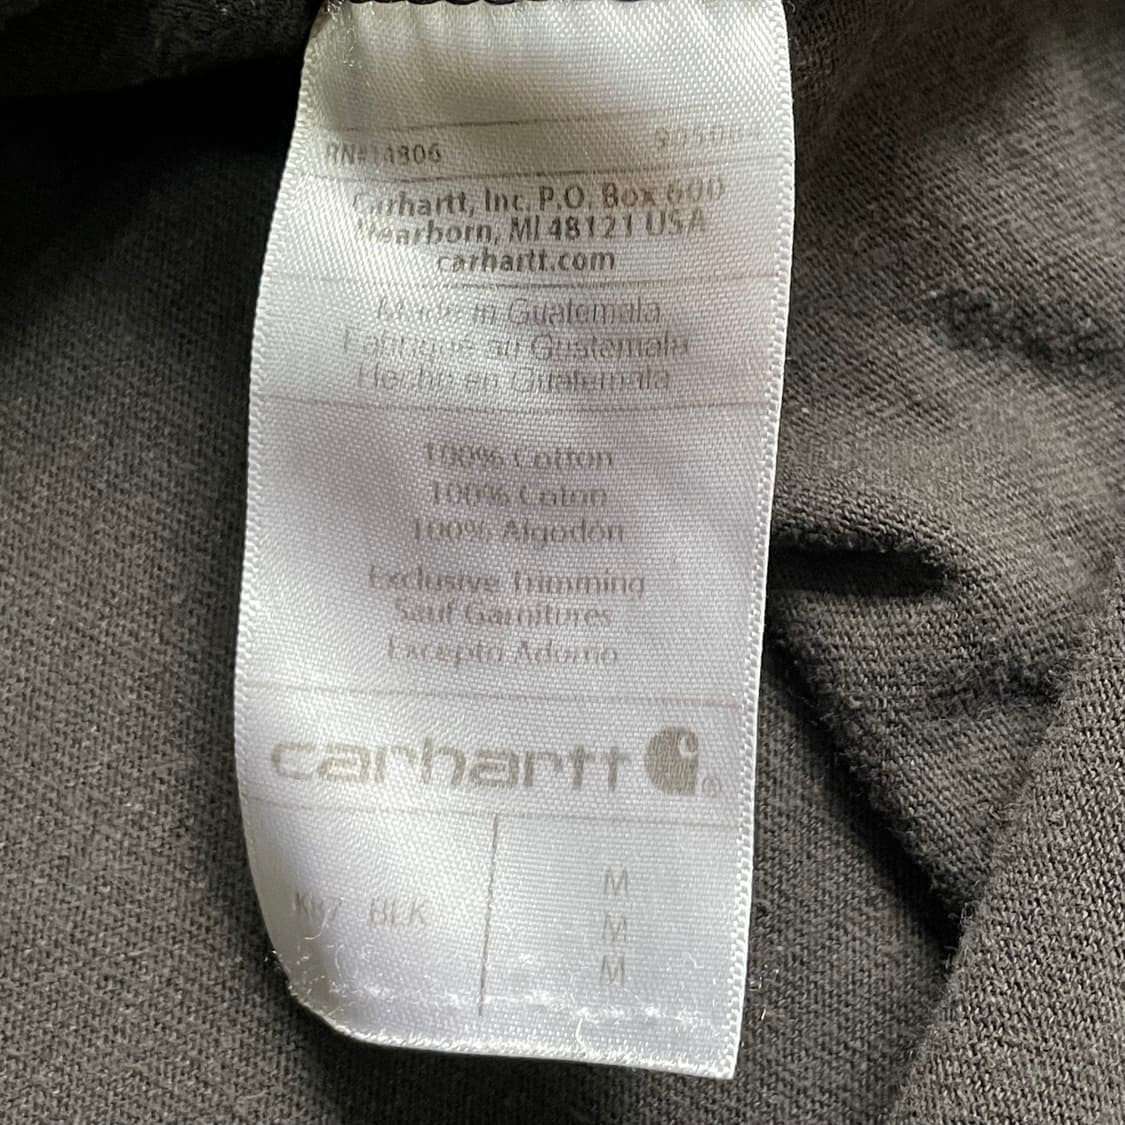 RN#14806 905064
Carhartt, Inc. P.O. Box 600
Dearborn, MI 48121 USA
carhartt.com
Made in Guatemala
Fabriqué au Guatemala
Hecho en Guatemala
100% Cotton
100% Coton
100% Algodón
Exclusive Trimming
Sauf Garnitures
Excepto Adorno
carhartt ®
K87 BLK
M
M
M